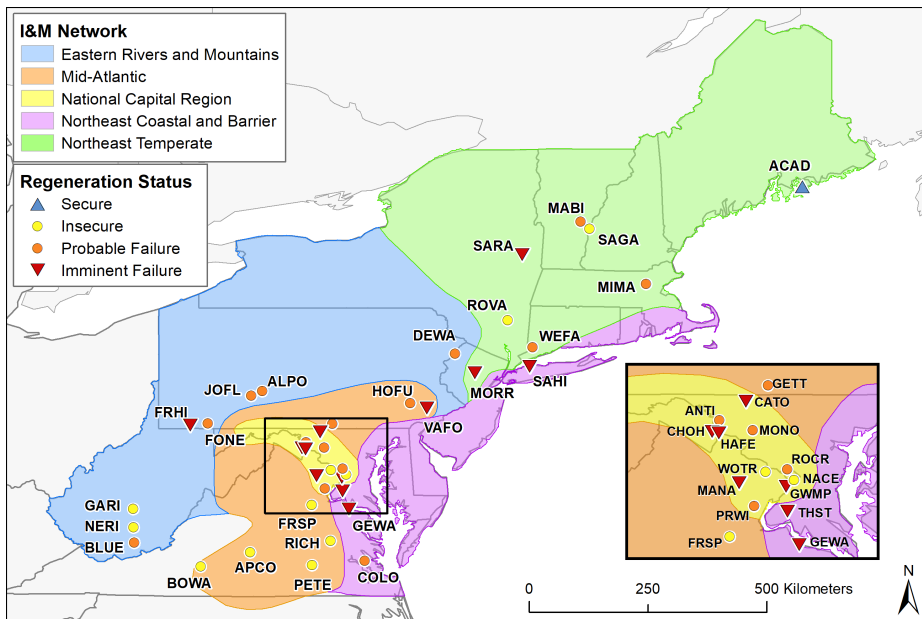 I&M Network
Eastern Rivers and Mountains
Mid-Atlantic
National Capital Region
Northeast Coastal and Barrier
Northeast Temperate
Regeneration Status
Secure
Insecure
Probable Failure
Imminent Failure
ACAD
MABI
SAGA
SARA
MIMA
ROVA
DEWA
WEFA
SAHI
MORR
JOFL
ALPO
HOFU
VAFO
FRHI
FONE
GARI
NERI
BLUE
FRSP
GEWA
RICH
BOWA
APCO
PETE
COLO
GETT
CATO
ANTI
CHOH
HAFE
MONO
WOTR
ROCR
NACE
MANA
GWMP
PRWI
THST
FRSP
GEWA
N
0 250 500 Kilometers